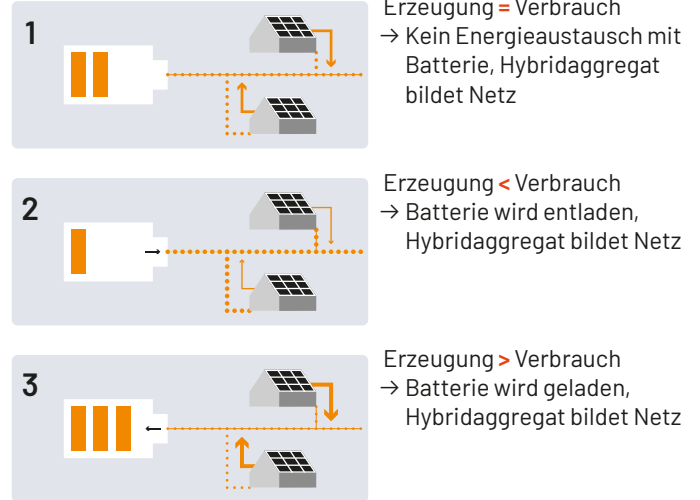 1
Erzeugung = Verbrauch
→ Kein Energieaustausch mit
Batterie, Hybridaggregat
bildet Netz
2
Erzeugung < Verbrauch
→ Batterie wird entladen,
Hybridaggregat bildet Netz
3
Erzeugung > Verbrauch
→ Batterie wird geladen,
Hybridaggregat bildet Netz